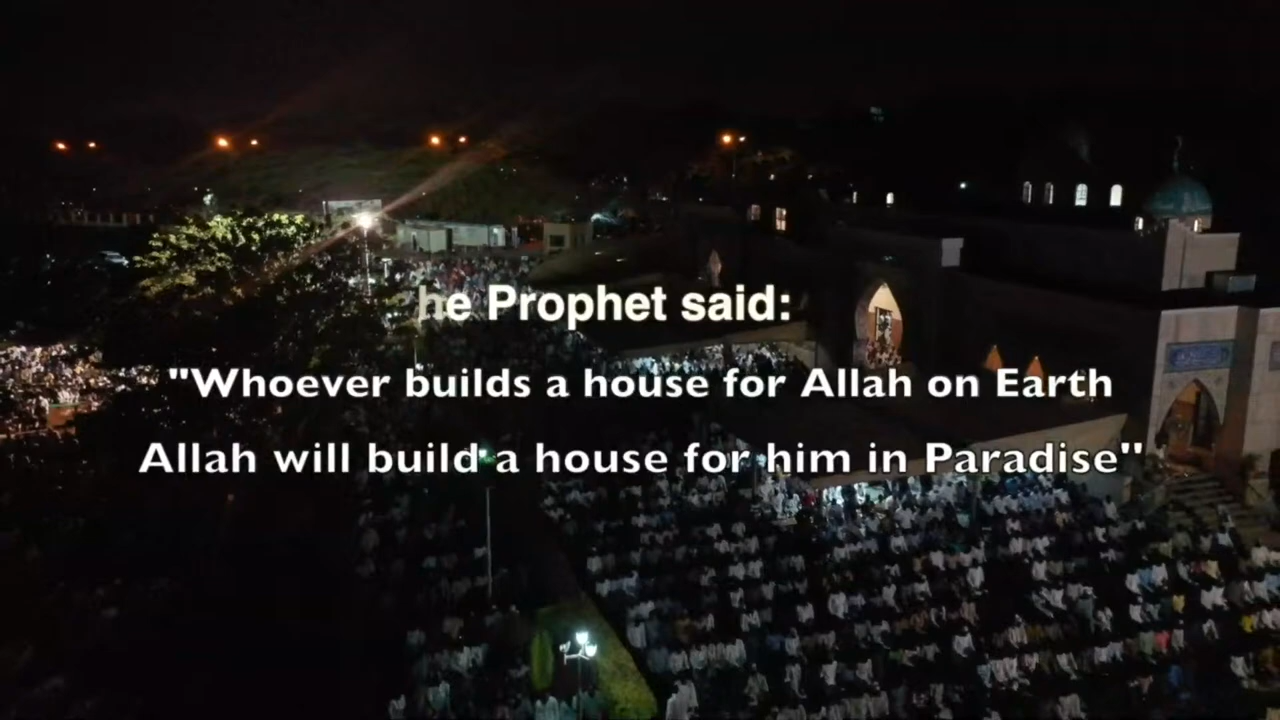 he Prophet said:
"Whoever builds a house for Allah on Earth
Allah will build a house for him in Paradise"